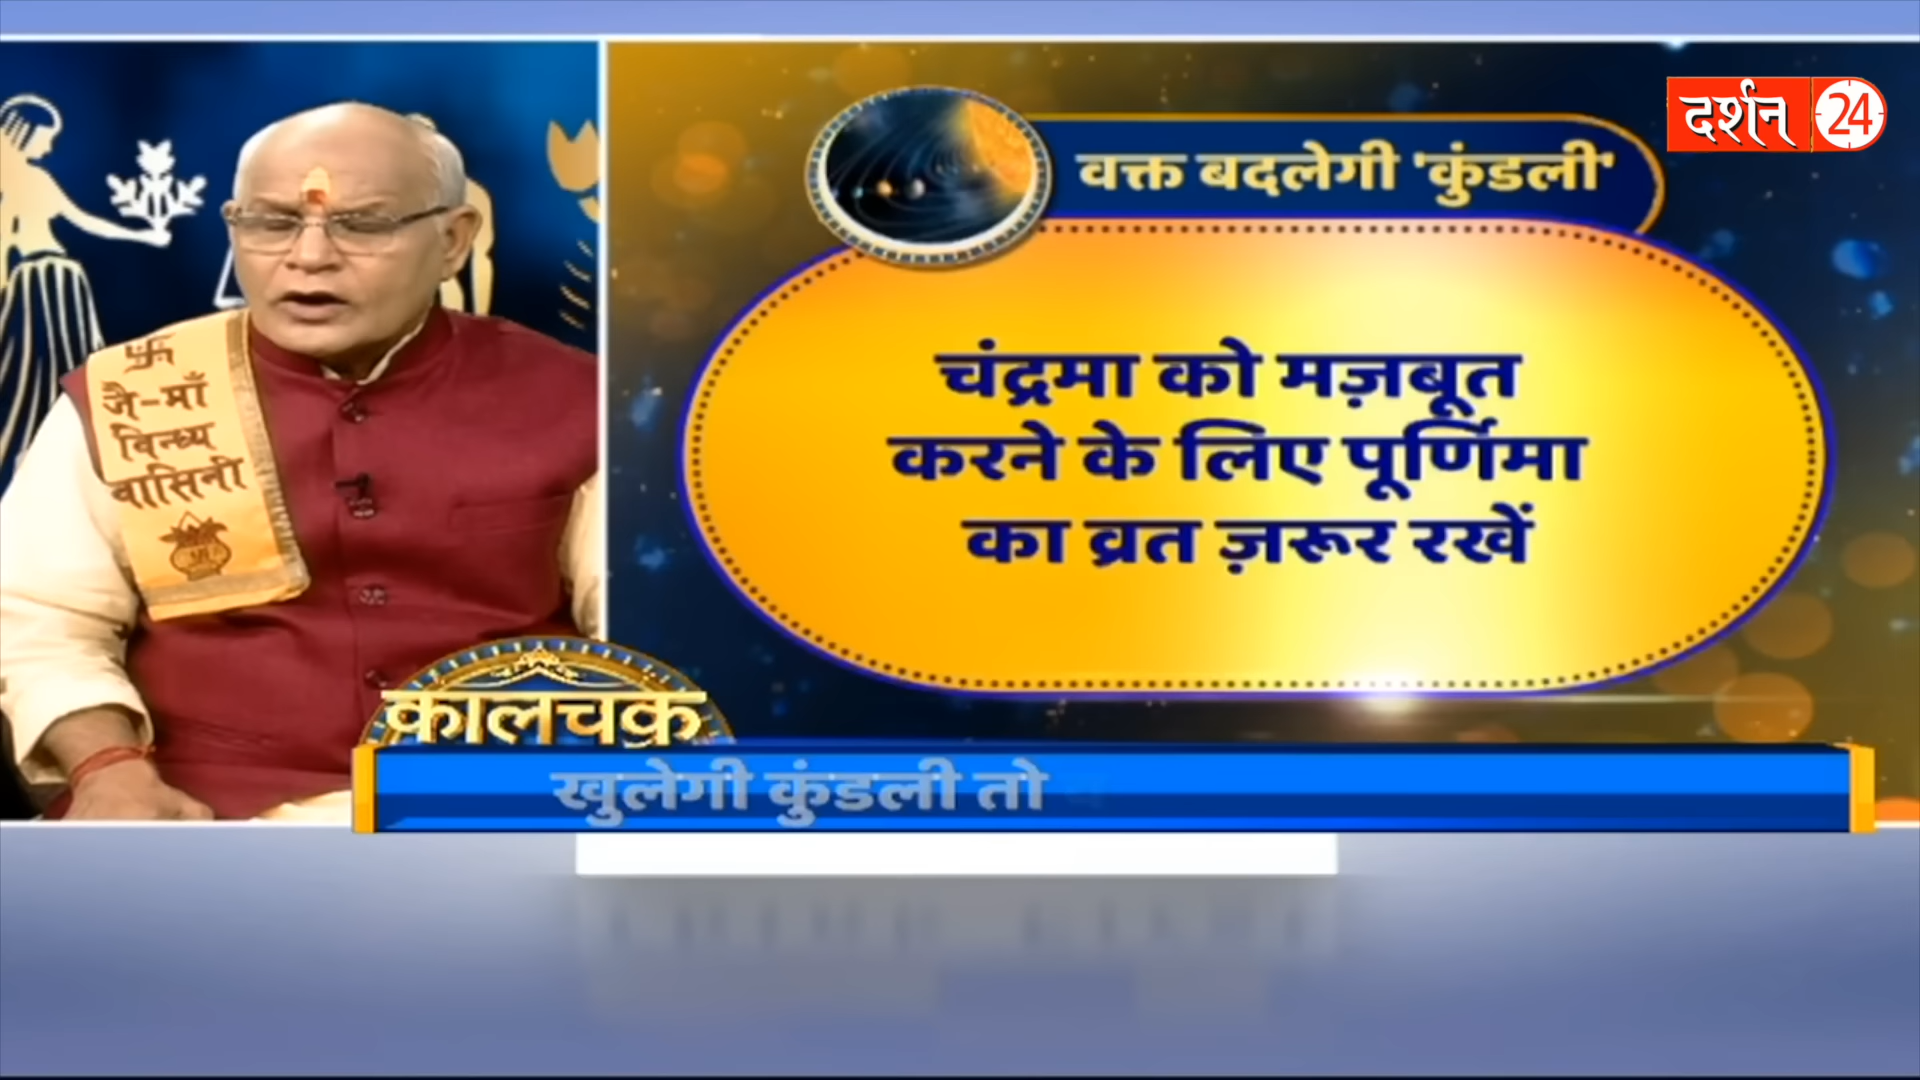 दर्शन 24
वक्त बदलेगी 'कुंडली'
चंद्रमा को मज़बूत
करने के लिए पूर्णिमा
का व्रत ज़रूर रखें
जै-माँ
विन्ध्य
वासिनी
कालचक्र
खुलेगी कुंडली तो